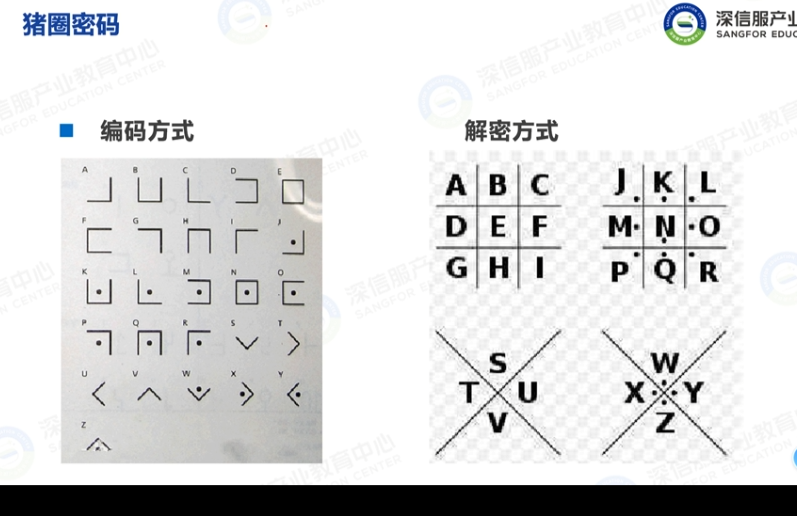 猪圈密码
深信服产业
SANGFOR EDUC
编码方式
解密方式
A B C D E
F G H I J
K L M N O
P Q R S T
U V W X Y
Z
A B C
D E F
G H I
J K L
M N O
P Q R
S
T U
V
W
X Y
Z
深信服产业教育中心
SANGFOR EDUCATION CENTER